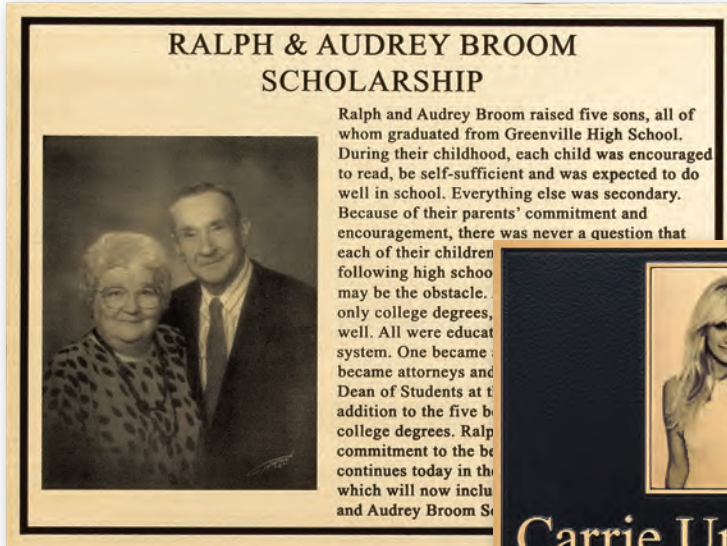 RALPH & AUDREY BROOM
SCHOLARSHIP
Ralph and Audrey Broom raised five sons, all of
whom graduated from Greenville High School.
During their childhood, each child was encouraged
to read, be self-sufficient and was expected to do
well in school. Everything else was secondary.
Because of their parents' commitment and
encouragement, there was never a question that
each of their children
following high schoo
may be the obstacle.
only college degrees,
well. All were educat
system. One became
became attorneys and
Dean of Students at t
addition to the five b
college degrees. Ralp
commitment to the be
continues today in the
which will now inclu
and Audrey Broom S
Carrie U